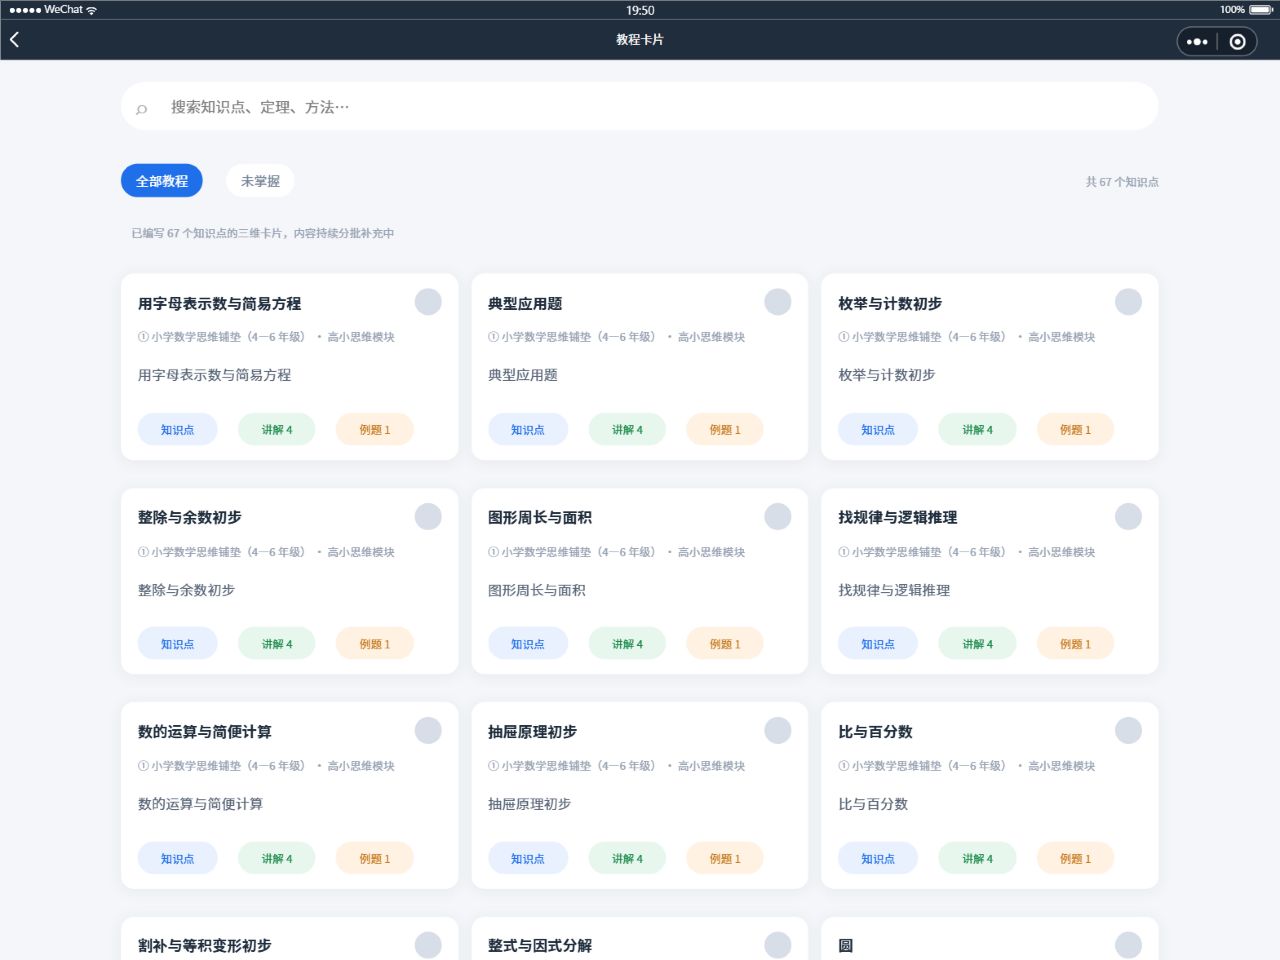 WeChat
19:50
100%
教程卡片
搜索知识点、定理、方法…
全部教程
未掌握
共 67 个知识点
已编写 67 个知识点的三维卡片，内容持续分批补充中
用字母表示数与简易方程
① 小学数学思维铺垫（4—6 年级） · 高小思维模块
用字母表示数与简易方程
知识点
讲解 4
例题 1
典型应用题
① 小学数学思维铺垫（4—6 年级） · 高小思维模块
典型应用题
知识点
讲解 4
例题 1
枚举与计数初步
① 小学数学思维铺垫（4—6 年级） · 高小思维模块
枚举与计数初步
知识点
讲解 4
例题 1
整除与余数初步
① 小学数学思维铺垫（4—6 年级） · 高小思维模块
整除与余数初步
知识点
讲解 4
例题 1
图形周长与面积
① 小学数学思维铺垫（4—6 年级） · 高小思维模块
图形周长与面积
知识点
讲解 4
例题 1
找规律与逻辑推理
① 小学数学思维铺垫（4—6 年级） · 高小思维模块
找规律与逻辑推理
知识点
讲解 4
例题 1
数的运算与简便计算
① 小学数学思维铺垫（4—6 年级） · 高小思维模块
数的运算与简便计算
知识点
讲解 4
例题 1
抽屉原理初步
① 小学数学思维铺垫（4—6 年级） · 高小思维模块
抽屉原理初步
知识点
讲解 4
例题 1
比与百分数
① 小学数学思维铺垫（4—6 年级） · 高小思维模块
比与百分数
知识点
讲解 4
例题 1
割补与等积变形初步
整式与因式分解
圆